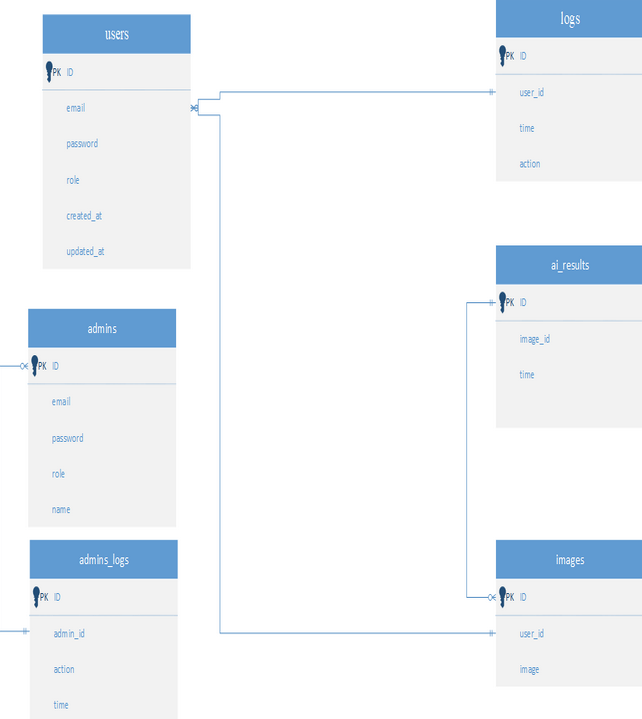 users
PK ID
email
password
role
created_at
updated_at
admins
PK ID
email
password
role
name
admins_logs
PK ID
admin_id
action
time
logs
PK ID
user_id
time
action
ai_results
PK ID
image_id
time
images
PK ID
user_id
image